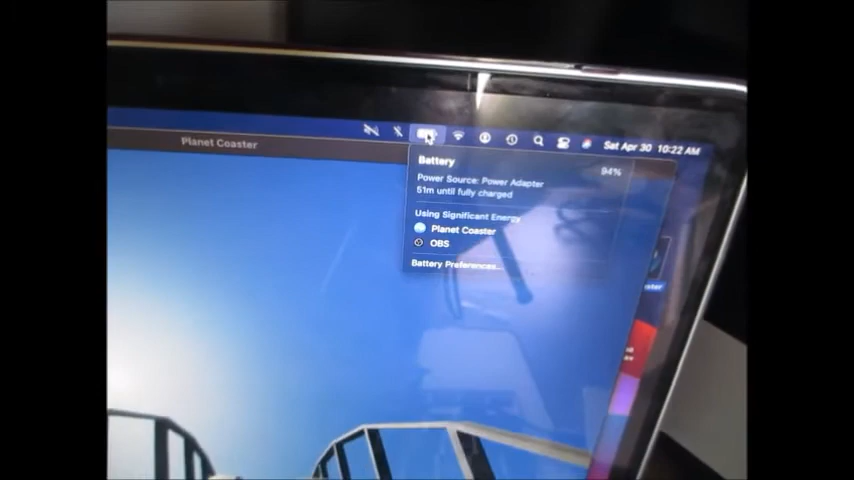 Planet Coaster
Sat Apr 30 10:22 AM
Battery 94%
Power Source: Power Adapter
51m until fully charged
Using Significant Energy
Planet Coaster
OBS
Battery Preferences...